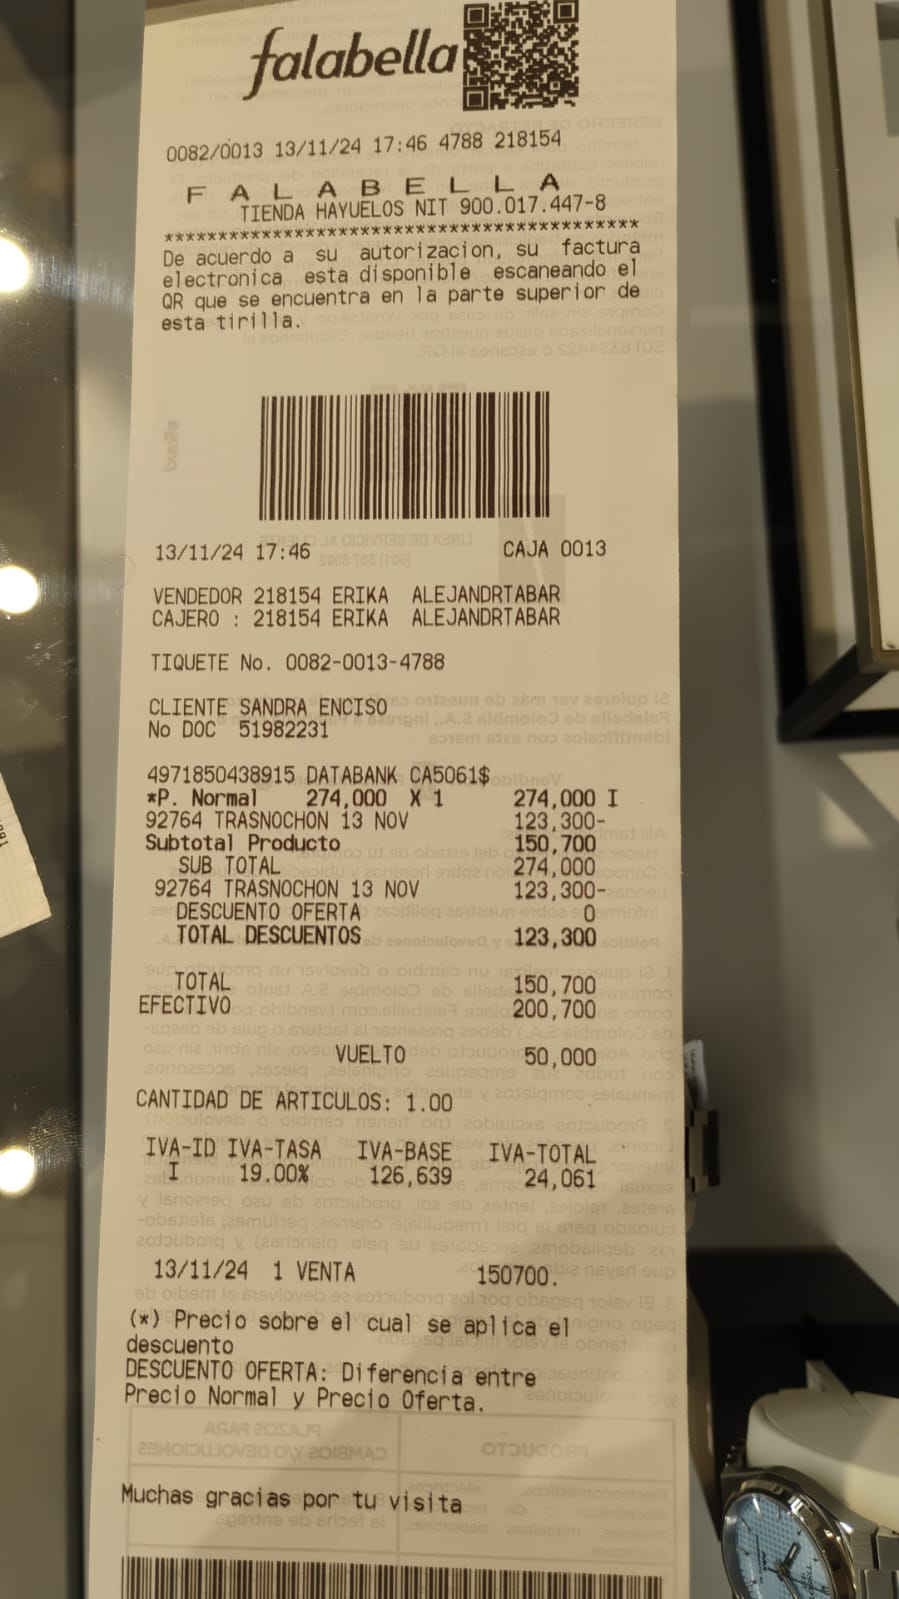 falabella
0082/0013 13/11/24 17:46 4788 218154
F A L A B E L L A
TIENDA HAYUELOS NIT 900.017.447-8
********************************************
De acuerdo a su autorizacion, su factura
electronica esta disponible escaneando el
QR que se encuentra en la parte superior de
esta tirilla.
13/11/24 17:46 CAJA 0013
VENDEDOR 218154 ERIKA ALEJANDRTABAR
CAJERO : 218154 ERIKA ALEJANDRTABAR
TIQUETE No. 0082-0013-4788
CLIENTE SANDRA ENCISO
No DOC 51982231
4971850438915 DATABANK CA5061$
*P. Normal 274,000 X 1 274,000 I
92764 TRASNOCHON 13 NOV 123,300-
Subtotal Producto 150,700
SUB TOTAL 274,000
92764 TRASNOCHON 13 NOV 123,300-
DESCUENTO OFERTA 0
TOTAL DESCUENTOS 123,300
TOTAL 150,700
EFECTIVO 200,700
VUELTO 50,000
CANTIDAD DE ARTICULOS: 1.00
IVA-ID IVA-TASA IVA-BASE IVA-TOTAL
I 19.00% 126,639 24,061
13/11/24 1 VENTA 150700.
(*) Precio sobre el cual se aplica el
descuento
DESCUENTO OFERTA: Diferencia entre
Precio Normal y Precio Oferta.
Muchas gracias por tu visita